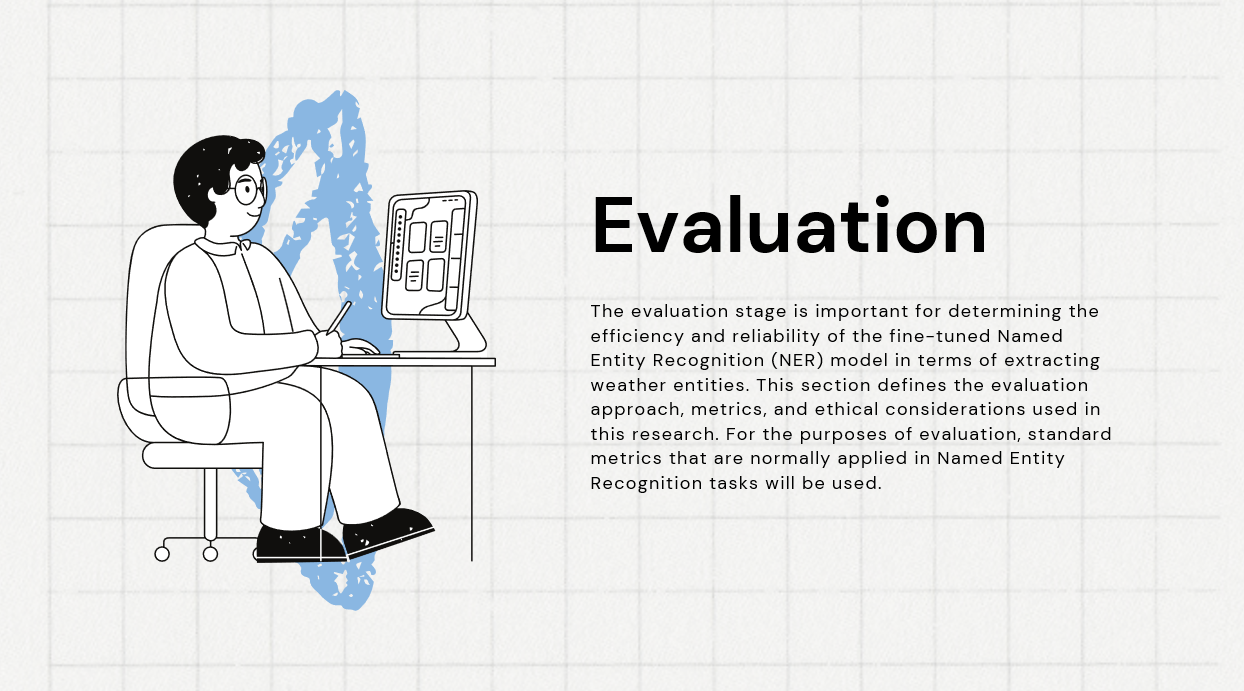 Evaluation
The evaluation stage is important for determining the
efficiency and reliability of the fine-tuned Named
Entity Recognition (NER) model in terms of extracting
weather entities. This section defines the evaluation
approach, metrics, and ethical considerations used in
this research. For the purposes of evaluation, standard
metrics that are normally applied in Named Entity
Recognition tasks will be used.